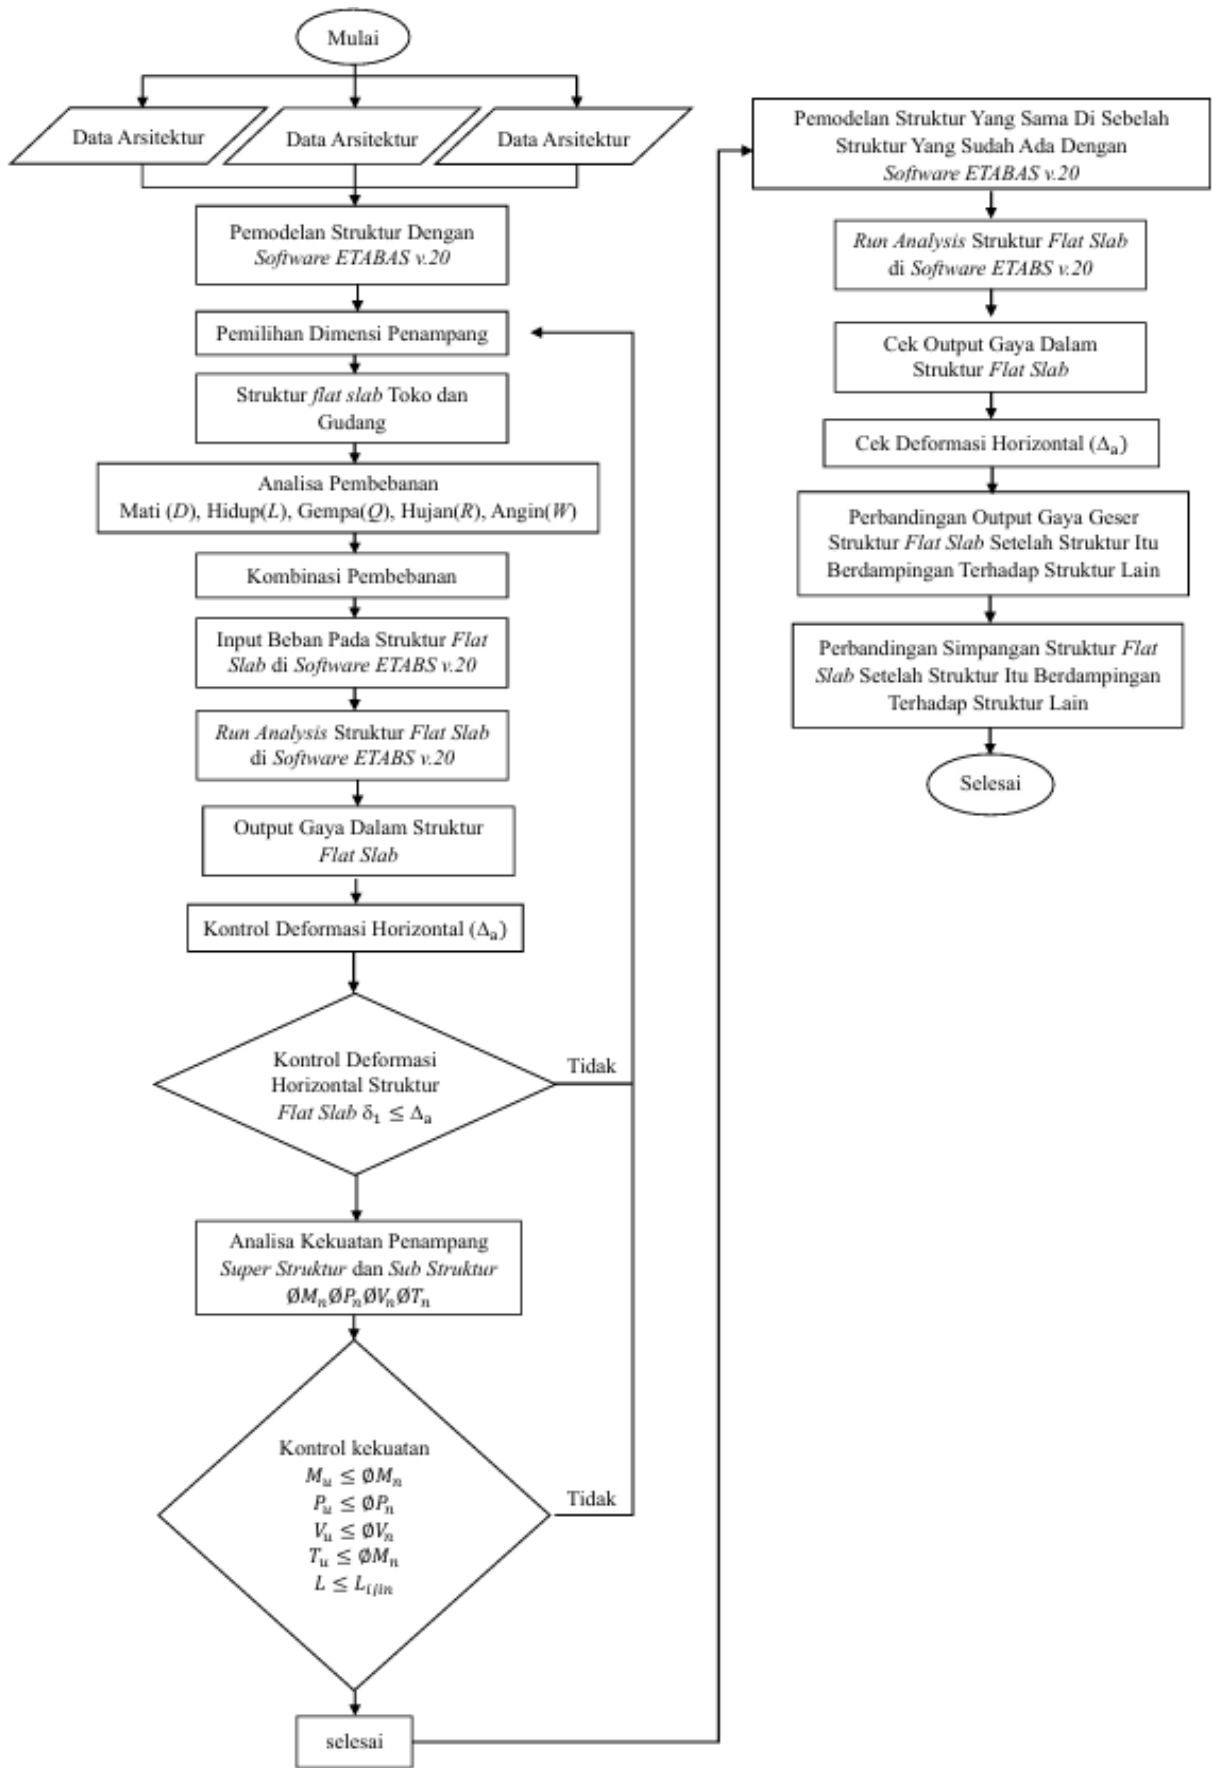 Mulai
Data Arsitektur
Data Arsitektur
Data Arsitektur
Pemodelan Struktur Dengan
Software ETABAS v.20
Pemilihan Dimensi Penampang
Struktur flat slab Toko dan
Gudang
Analisa Pembebanan
Mati (D), Hidup(L), Gempa(Q), Hujan(R), Angin(W)
Kombinasi Pembebanan
Input Beban Pada Struktur Flat
Slab di Software ETABS v.20
Run Analysis Struktur Flat Slab
di Software ETABS v.20
Output Gaya Dalam Struktur
Flat Slab
Kontrol Deformasi Horizontal (Δₐ)
Kontrol Deformasi
Horizontal Struktur
Flat Slab δ₁ ≤ Δₐ
Tidak
Analisa Kekuatan Penampang
Super Struktur dan Sub Struktur
ØMₙØPₙØVₙØTₙ
Kontrol kekuatan
Mᵤ ≤ ØMₙ
Pᵤ ≤ ØPₙ
Vᵤ ≤ ØVₙ
Tᵤ ≤ ØMₙ
L ≤ L_ijin
Tidak
selesai
Pemodelan Struktur Yang Sama Di Sebelah
Struktur Yang Sudah Ada Dengan
Software ETABAS v.20
Run Analysis Struktur Flat Slab
di Software ETABS v.20
Cek Output Gaya Dalam
Struktur Flat Slab
Cek Deformasi Horizontal (Δₐ)
Perbandingan Output Gaya Geser
Struktur Flat Slab Setelah Struktur Itu
Berdampingan Terhadap Struktur Lain
Perbandingan Simpangan Struktur Flat
Slab Setelah Struktur Itu Berdampingan
Terhadap Struktur Lain
Selesai